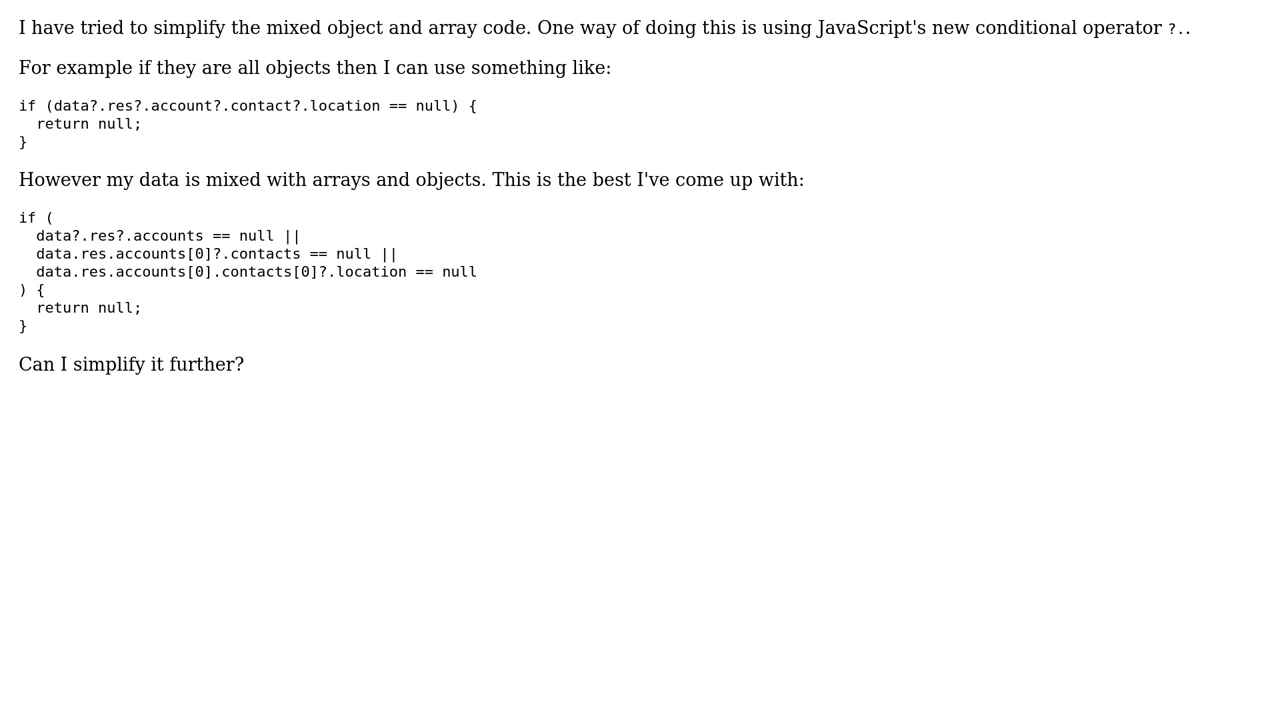 I have tried to simplify the mixed object and array code. One way of doing this is using JavaScript's new conditional operator ?..
For example if they are all objects then I can use something like:
if (data?.res?.account?.contact?.location == null) {
  return null;
}
However my data is mixed with arrays and objects. This is the best I've come up with:
if (
  data?.res?.accounts == null ||
  data.res.accounts[0]?.contacts == null ||
  data.res.accounts[0].contacts[0]?.location == null
) {
  return null;
}
Can I simplify it further?